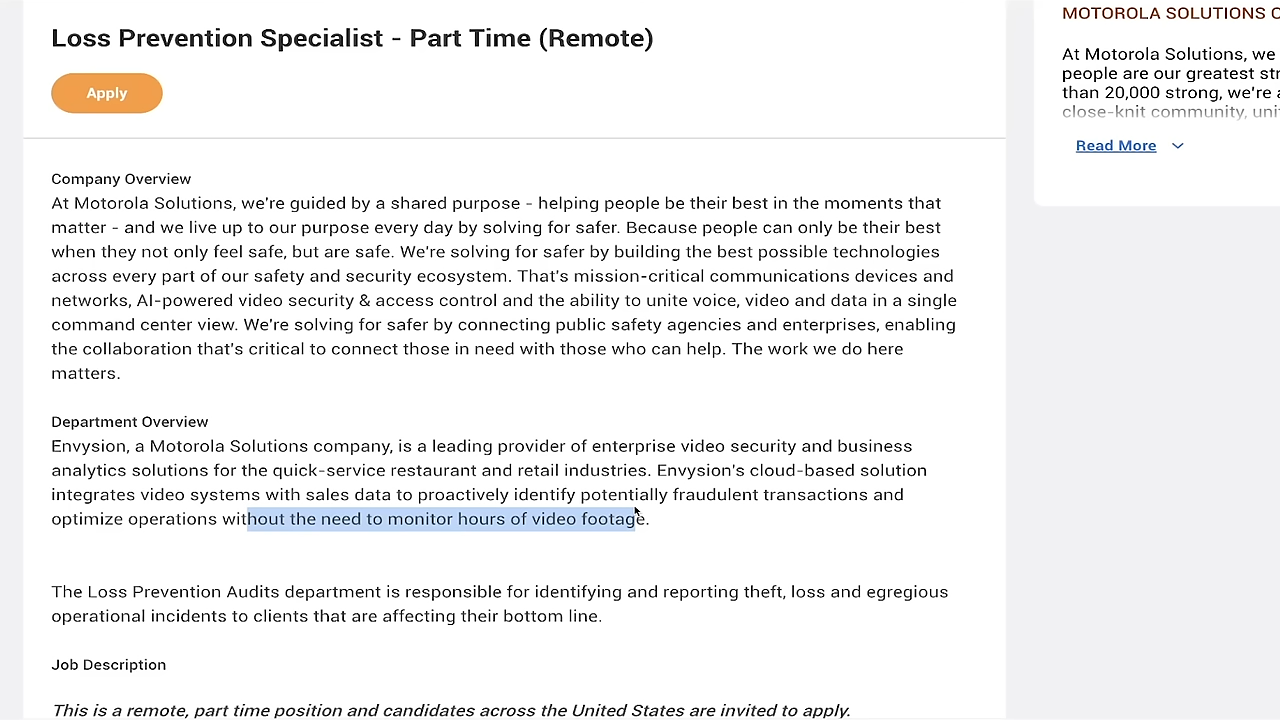 Loss Prevention Specialist - Part Time (Remote)
Apply
Company Overview
At Motorola Solutions, we're guided by a shared purpose - helping people be their best in the moments that
matter - and we live up to our purpose every day by solving for safer. Because people can only be their best
when they not only feel safe, but are safe. We're solving for safer by building the best possible technologies
across every part of our safety and security ecosystem. That's mission-critical communications devices and
networks, AI-powered video security & access control and the ability to unite voice, video and data in a single
command center view. We're solving for safer by connecting public safety agencies and enterprises, enabling
the collaboration that's critical to connect those in need with those who can help. The work we do here
matters.
Department Overview
Envysion, a Motorola Solutions company, is a leading provider of enterprise video security and business
analytics solutions for the quick-service restaurant and retail industries. Envysion's cloud-based solution
integrates video systems with sales data to proactively identify potentially fraudulent transactions and
optimize operations without the need to monitor hours of video footage.
The Loss Prevention Audits department is responsible for identifying and reporting theft, loss and egregious
operational incidents to clients that are affecting their bottom line.
Job Description
This is a remote, part time position and candidates across the United States are invited to apply.
MOTOROLA SOLUTIONS
At Motorola Solutions, we
people are our greatest
than 20,000 strong, we're
close-knit community,
Read More